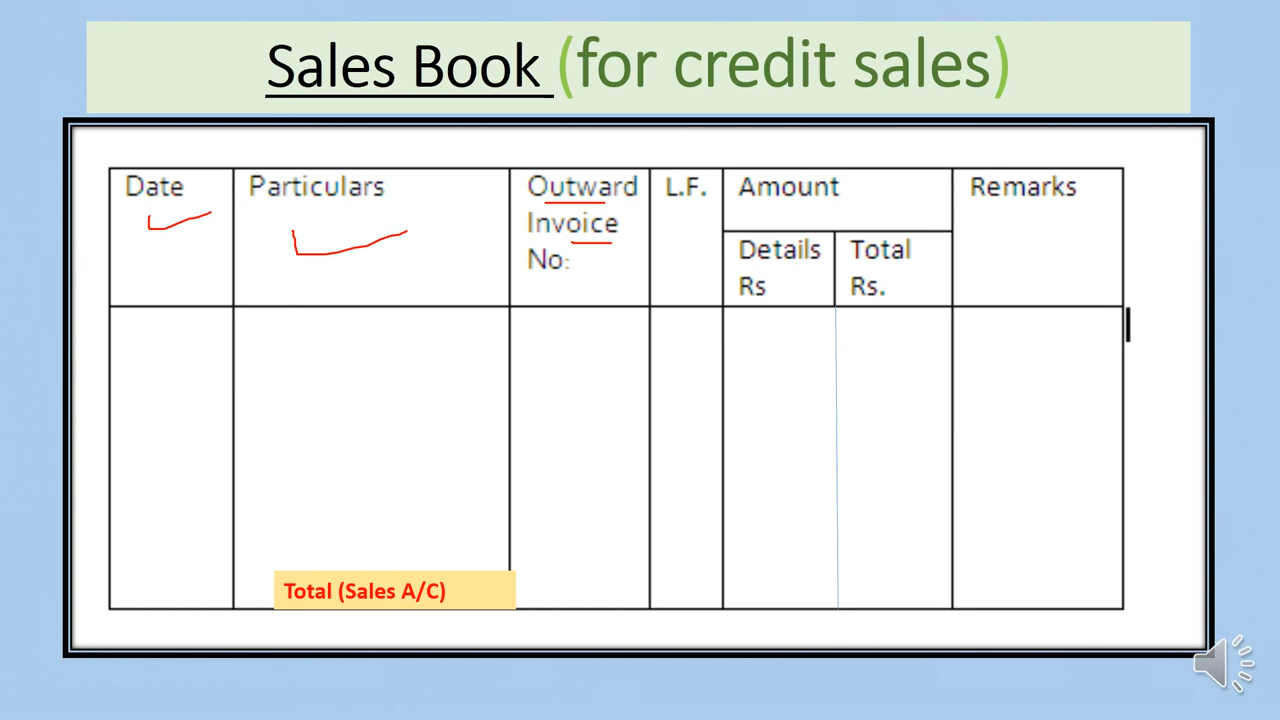 Sales Book (for credit sales)
Date
Particulars
Outward
Invoice
No:
L.F.
Amount
Remarks
Details
Rs
Total
Rs.
Total (Sales A/C)